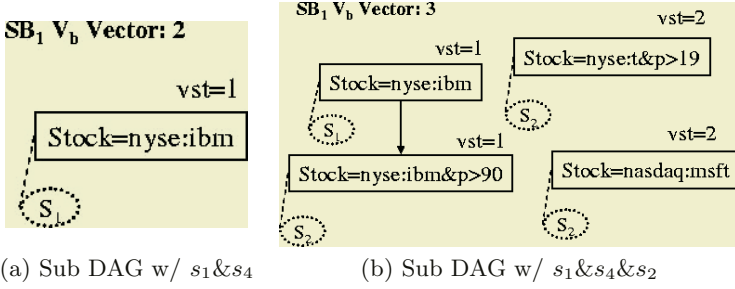 SB₁ V_b Vector: 2
vst=1
Stock=nyse:ibm
S₁
(a) Sub DAG w/ s₁&s₄
SB₁ V_b Vector: 3
vst=1
Stock=nyse:ibm
S₁
vst=2
Stock=nyse:t&p>19
S₂
vst=1
Stock=nyse:ibm&p>90
S₂
vst=2
Stock=nasdaq:msft
S₂
(b) Sub DAG w/ s₁&s₄&s₂